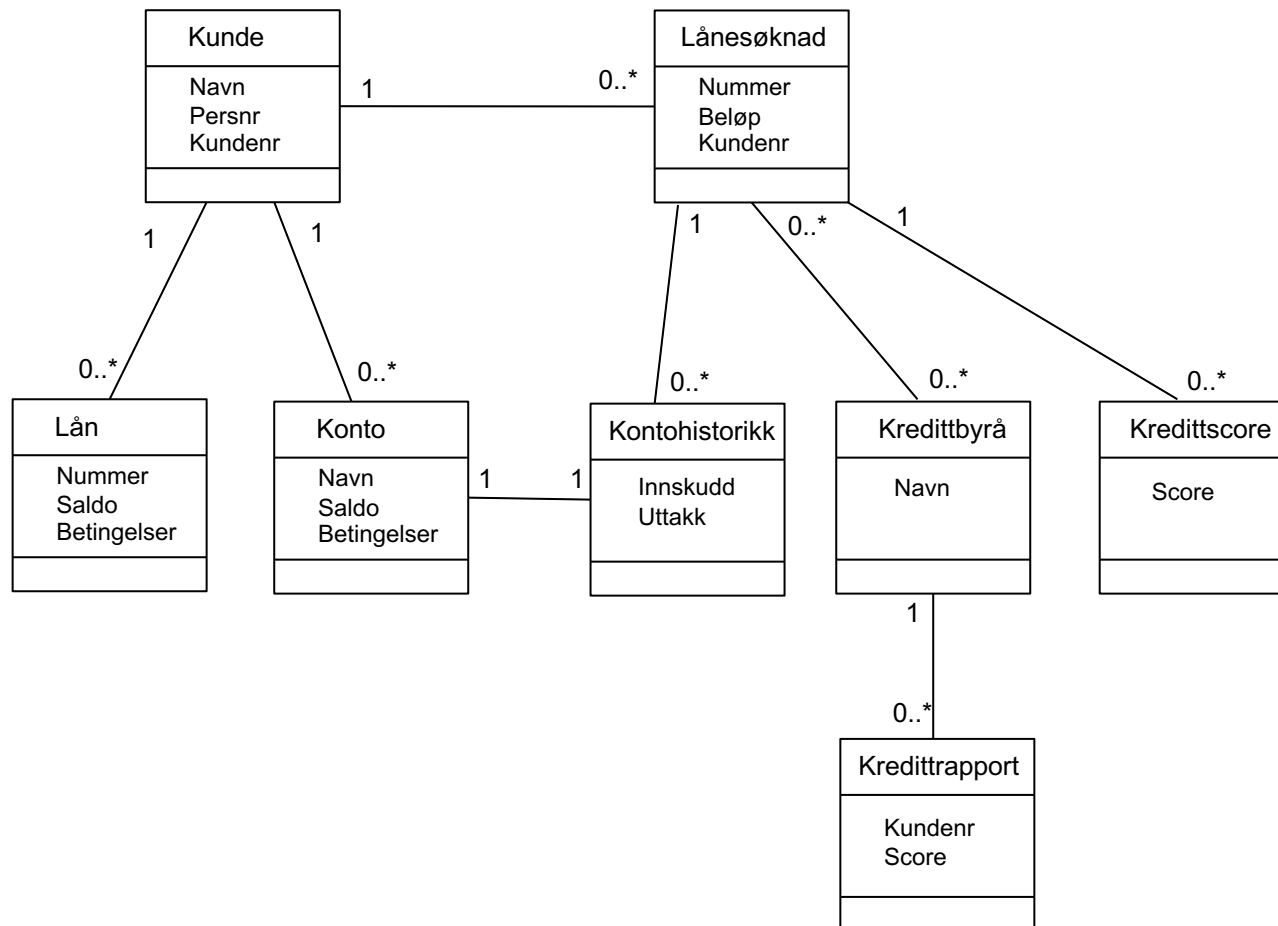 Kunde
Navn
Persnr
Kundenr
1
0..*
Lånesøknad
Nummer
Beløp
Kundenr
1
1
1
0..*
1
0..*
0..*
0..*
0..*
0..*
Lån
Nummer
Saldo
Betingelser
Konto
Navn
Saldo
Betingelser
1
1
Kontohistorikk
Innskudd
Uttakk
Kredittbyrå
Navn
Kredittscore
Score
1
0..*
Kredittrapport
Kundenr
Score